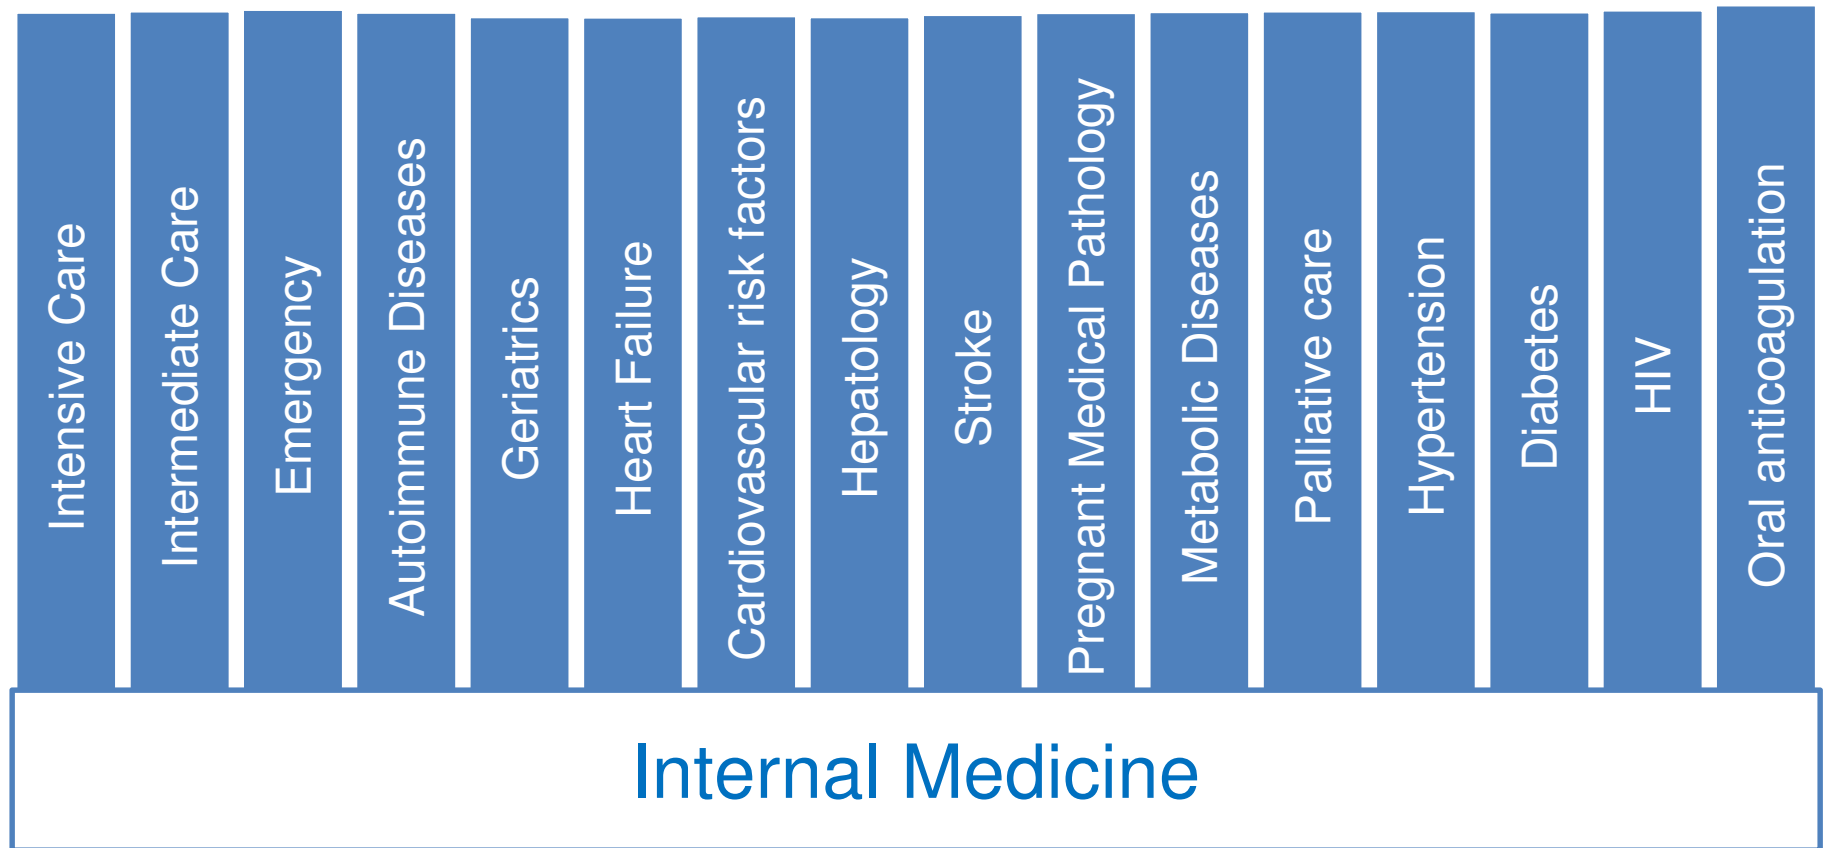 Intensive Care
Intermediate Care
Emergency
Autoimmune Diseases
Geriatrics
Heart Failure
Cardiovascular risk factors
Hepatology
Stroke
Pregnant Medical Pathology
Metabolic Diseases
Palliative care
Hypertension
Diabetes
HIV
Oral anticoagulation
Internal Medicine